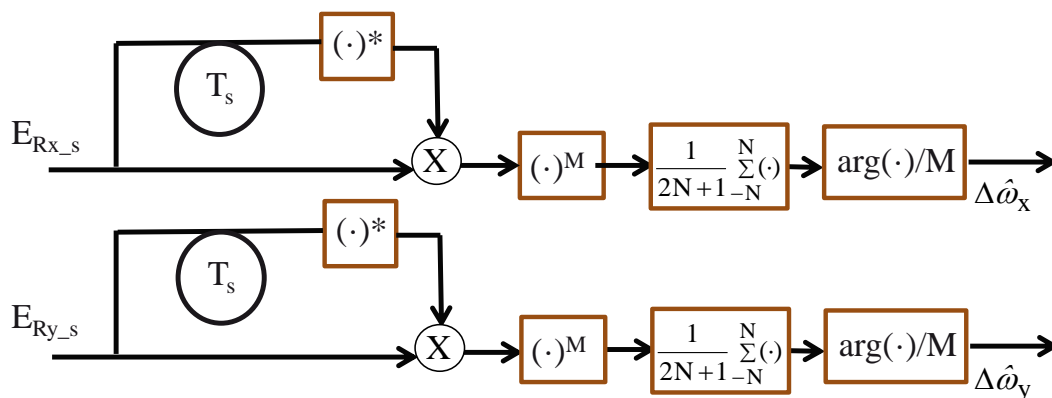 (·)*
T_s
E_Rx_s
X
(·)^M
1/(2N+1) Σ_{-N}^{N}(·)
arg(·)/M
Δω̂_x
(·)*
T_s
E_Ry_s
X
(·)^M
1/(2N+1) Σ_{-N}^{N}(·)
arg(·)/M
Δω̂_y